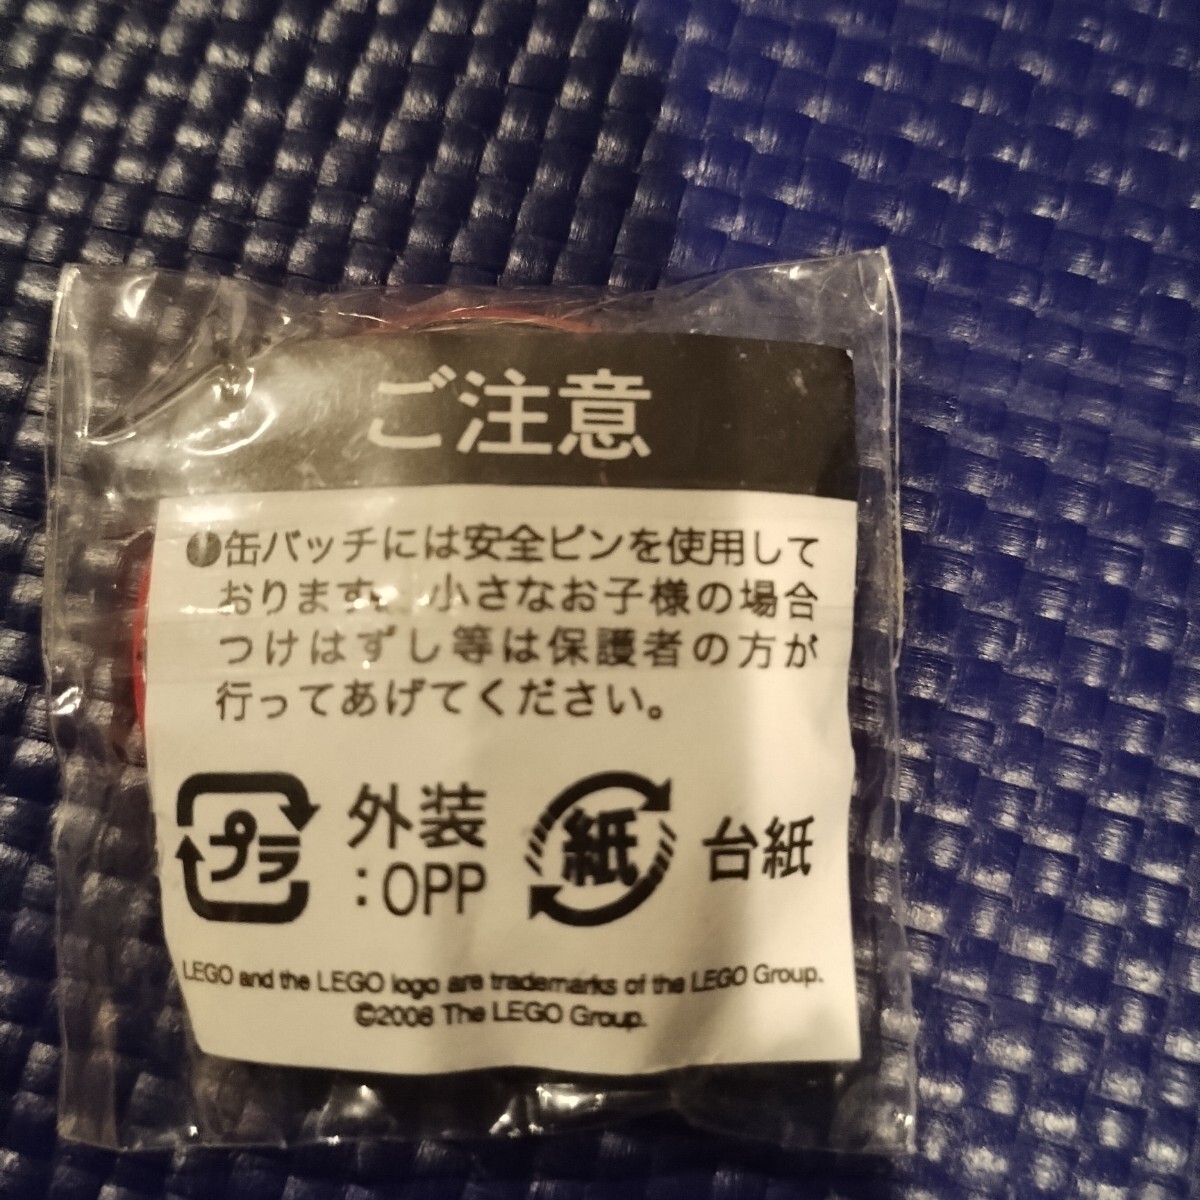 ご注意
❶缶バッチには安全ピンを使用して
おります。小さなお子様の場合
つけはずし等は保護者の方が
行ってあげてください。
プラ 外装
:OPP
紙 台紙
LEGO and the LEGO logo are trademarks of the LEGO Group.
©2008 The LEGO Group.